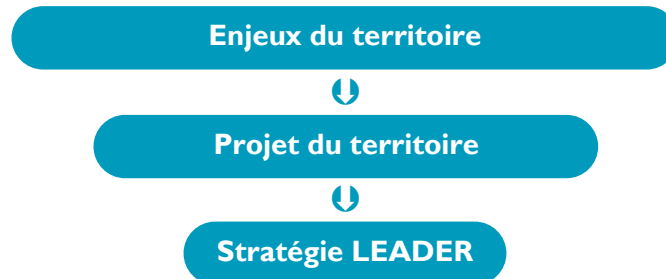 Enjeux du territoire
Projet du territoire
Stratégie LEADER